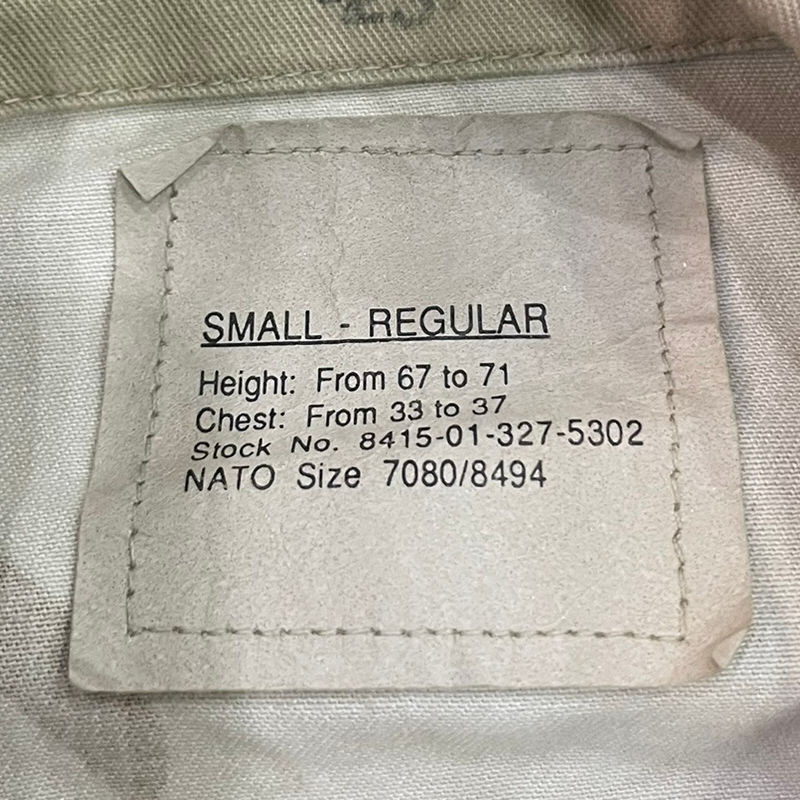 SMALL - REGULAR
Height: From 67 to 71
Chest: From 33 to 37
Stock No. 8415-01-327-5302
NATO Size 7080/8494